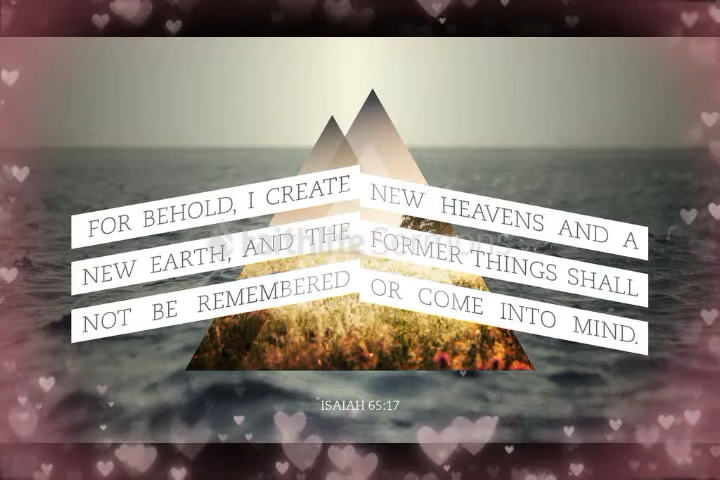 FOR BEHOLD, I CREATE NEW HEAVENS AND A
NEW EARTH, AND THE FORMER THINGS SHALL
NOT BE REMEMBERED OR COME INTO MIND.
ISAIAH 65:17